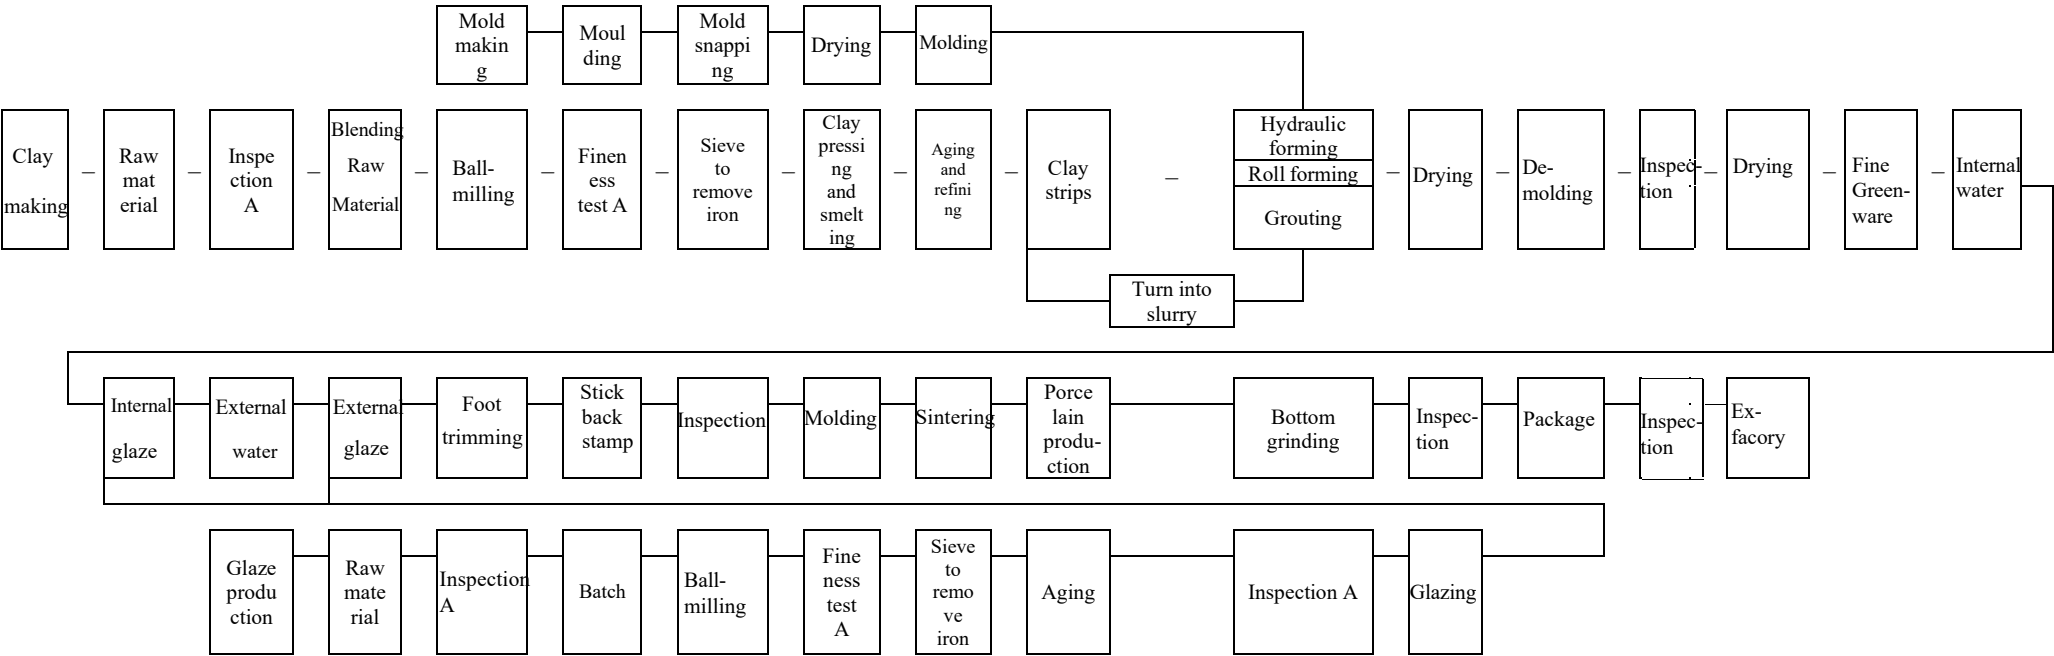 Mold
makin
g
Moul
ding
Mold
snappi
ng
Drying
Molding
Clay
making
Raw
mat
erial
Inspe
ction
A
Blending
Raw
Material
Ball-
milling
Finen
ess
test A
Sieve
to
remove
iron
Clay
pressi
ng
and
smelt
ing
Aging
and
refini
ng
Clay
strips
Hydraulic
forming
Roll forming
Grouting
Drying
De-
molding
Inspec-
tion
Drying
Fine
Green-
ware
Internal
water
Turn into
slurry
Internal
glaze
External
water
External
glaze
Foot
trimming
Stick
back
stamp
Inspection
Molding
Sintering
Porce
lain
produ-
ction
Bottom
grinding
Inspec-
tion
Package
Inspec-
tion
Ex-
facory
Glaze
produ
ction
Raw
mate
rial
Inspection
A
Batch
Ball-
milling
Fine
ness
test
A
Sieve
to
remo
ve
iron
Aging
Inspection A
Glazing